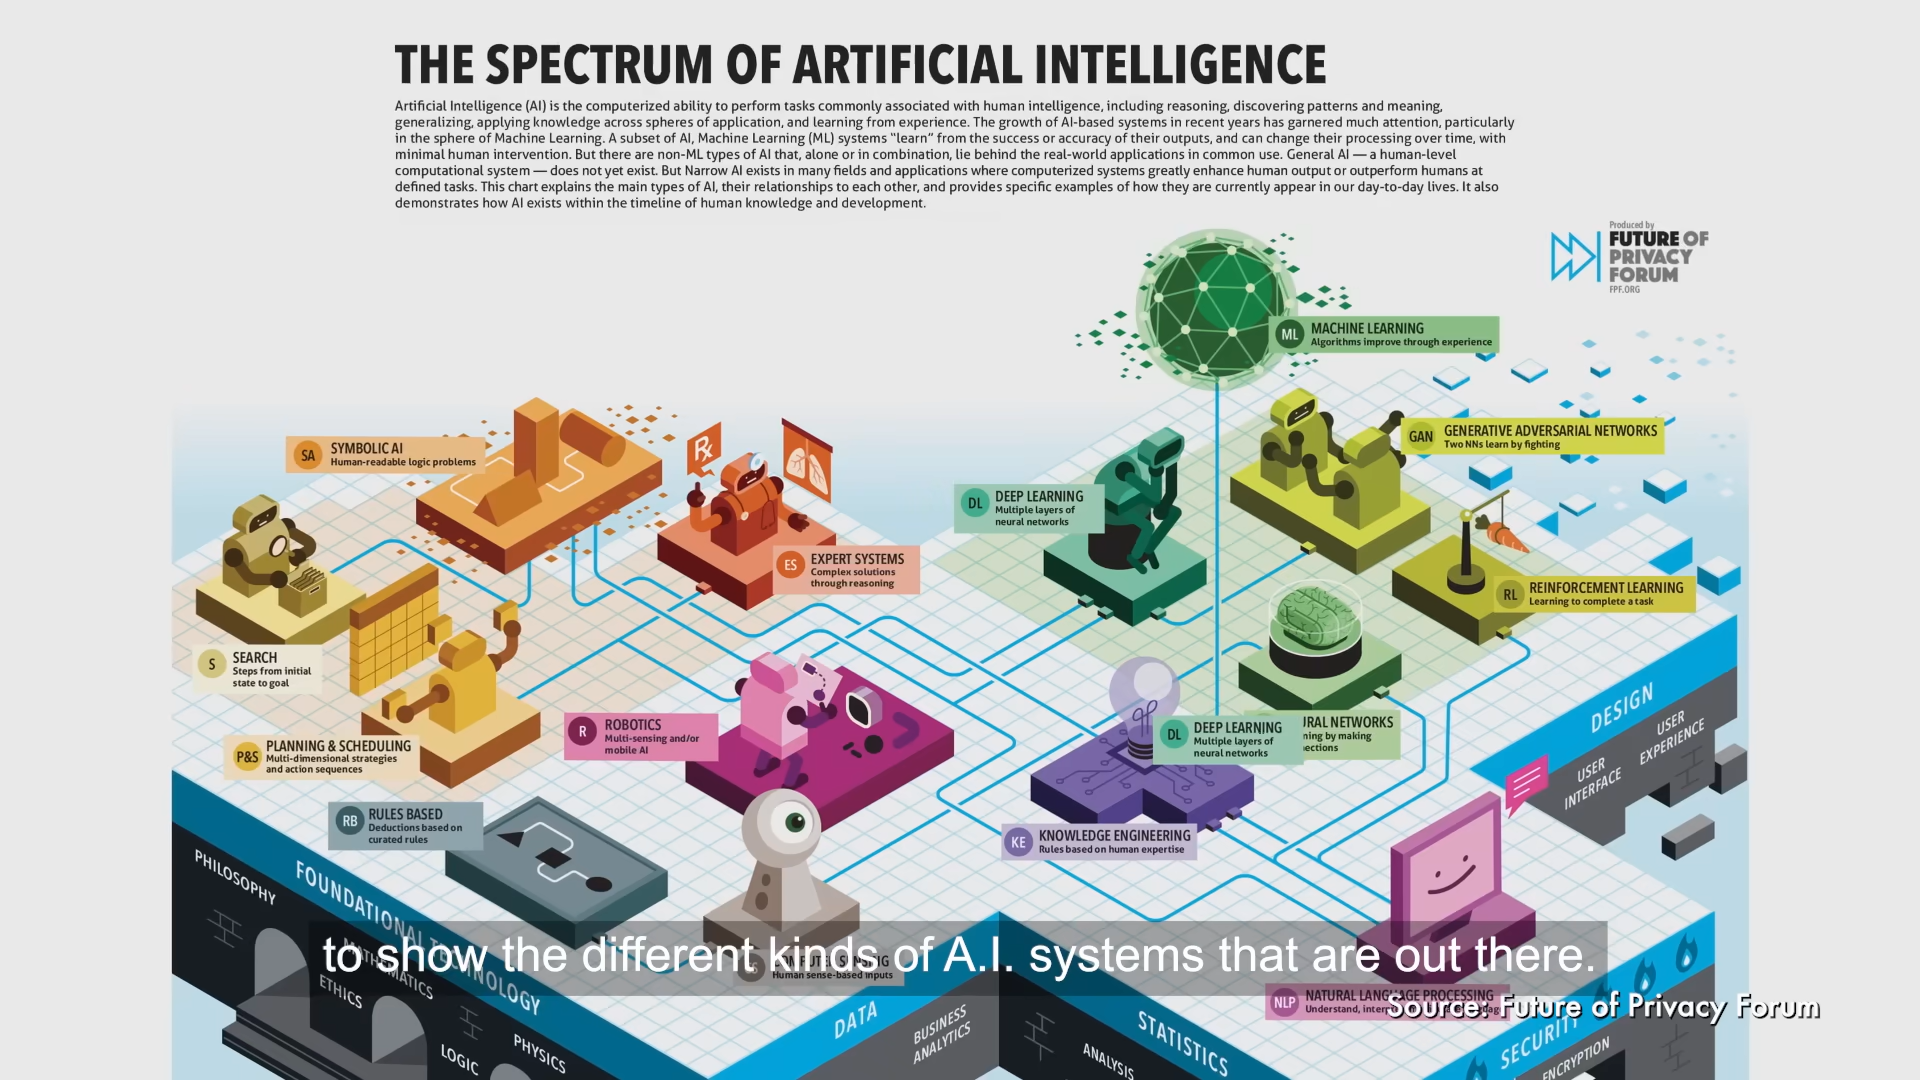 THE SPECTRUM OF ARTIFICIAL INTELLIGENCE
Artificial Intelligence (AI) is the computerized ability to perform tasks commonly associated with human intelligence, including reasoning, discovering patterns and meaning,
generalizing, applying knowledge across spheres of application, and learning from experience. The growth of AI-based systems in recent years has garnered much attention, particularly
in the sphere of Machine Learning. A subset of AI, Machine Learning (ML) systems “learn” from the success or accuracy of their outputs, and can change their processing over time, with
minimal human intervention. But there are non-ML types of AI that, alone or in combination, lie behind the real-world applications in common use. General AI — a human-level
computational system — does not yet exist. But Narrow AI exists in many fields and applications where computerized systems greatly enhance human output or outperform humans at
defined tasks. This chart explains the main types of AI, their relationships to each other, and provides specific examples of how they are currently appear in our day-to-day lives. It also
demonstrates how AI exists within the timeline of human knowledge and development.
Produced by
FUTURE OF
PRIVACY
FORUM
FPF.ORG
ML MACHINE LEARNING
Algorithms improve through experience
GAN GENERATIVE ADVERSARIAL NETWORKS
Two NNs learn by fighting
SA SYMBOLIC AI
Human-readable logic problems
Rx
DL DEEP LEARNING
Multiple layers of
neural networks
ES EXPERT SYSTEMS
Complex solutions
through reasoning
RL REINFORCEMENT LEARNING
Learning to complete a task
S SEARCH
Steps from initial
state to goal
R ROBOTICS
Multi-sensing and/or
mobile AI
P&S PLANNING & SCHEDULING
Multi-dimensional strategies
and action sequences
DL DEEP LEARNING
Multiple layers of
neural networks
NETWORKS
making
DESIGN
USER
INTERFACE
USER
EXPERIENCE
RB RULES BASED
Deductions based on
curated rules
KE KNOWLEDGE ENGINEERING
Rules based on human expertise
PHILOSOPHY
FOUNDATIONAL TECHNOLOGY
MATHEMATICS
ETHICS
LOGIC
PHYSICS
to show the different kinds of A.I. systems that are out there.
COMPUTER SENSING
Human sense-based inputs
DATA
BUSINESS
ANALYTICS
STATISTICS
ANALYSIS
NLP NATURAL LANGUAGE PROCESSING
Understand,
Source: Future of Privacy Forum
SECURITY
ENCRYPTION